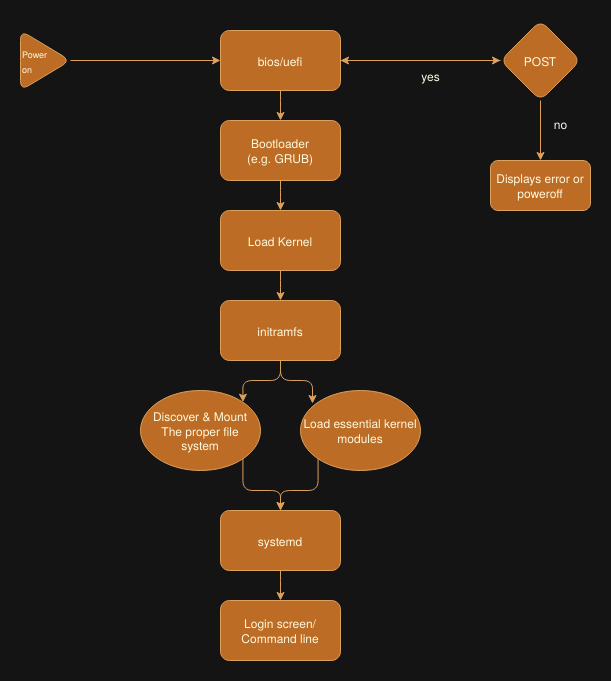 Power
on
bios/uefi
yes
POST
no
Displays error or
poweroff
Bootloader
(e.g. GRUB)
Load Kernel
initramfs
Discover & Mount
The proper file
system
Load essential kernel
modules
systemd
Login screen/
Command line